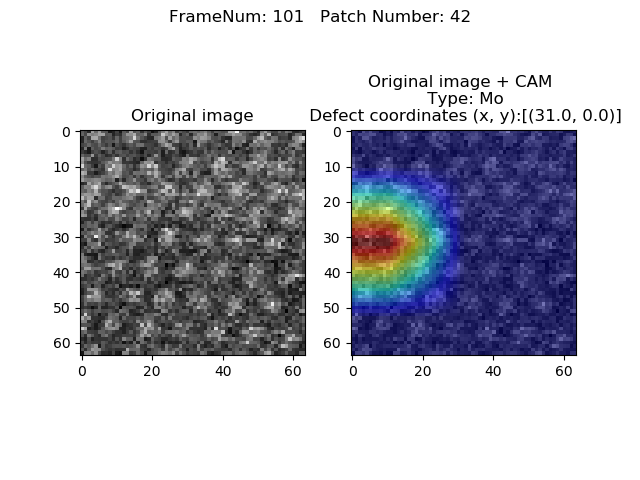 FrameNum: 101   Patch Number: 42
Original image
Original image + CAM
Type: Mo
Defect coordinates (x, y):[(31.0, 0.0)]
0
10
20
30
40
50
60
0 20 40 60
0
10
20
30
40
50
60
0 20 40 60